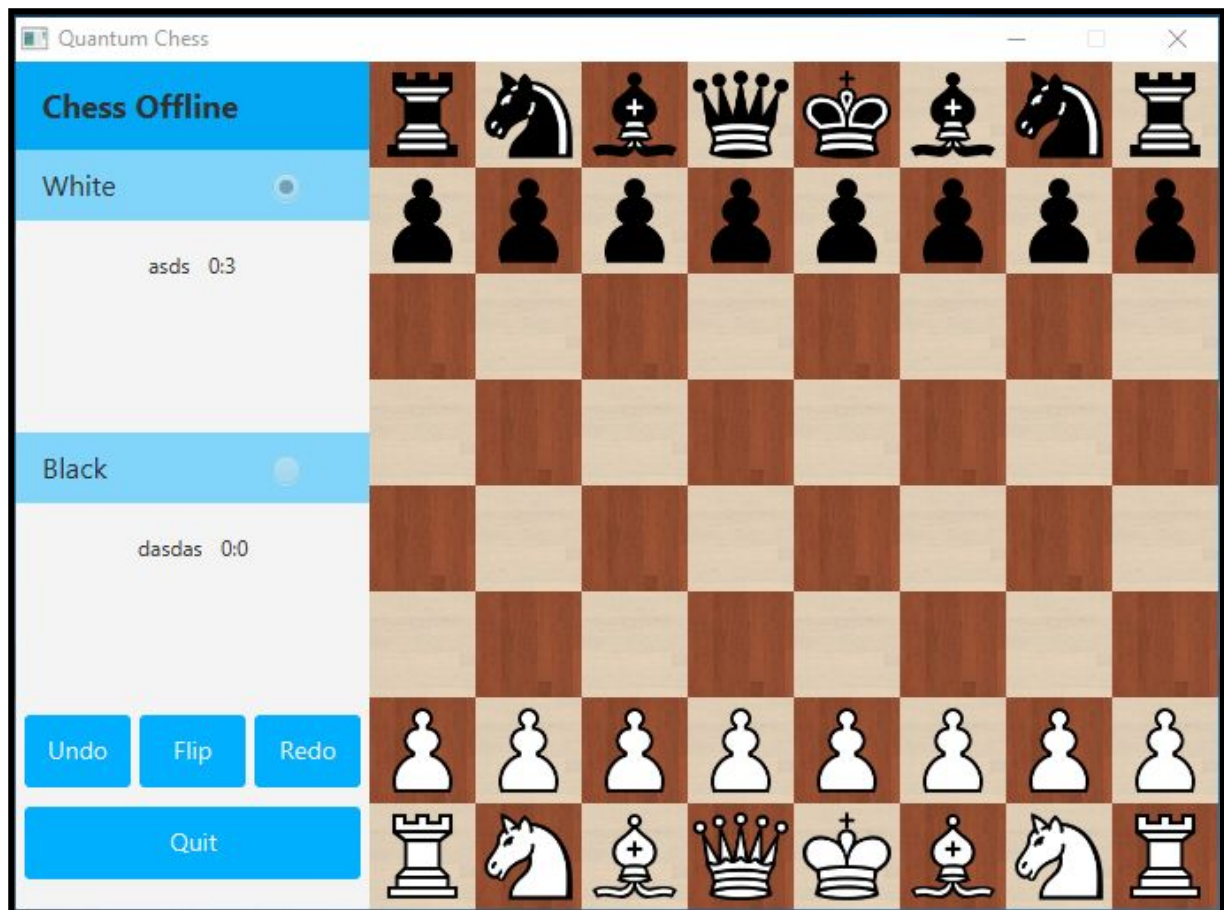 Quantum Chess
Chess Offline
White
asds 0:3
Black
dasdas 0:0
Undo Flip Redo
Quit